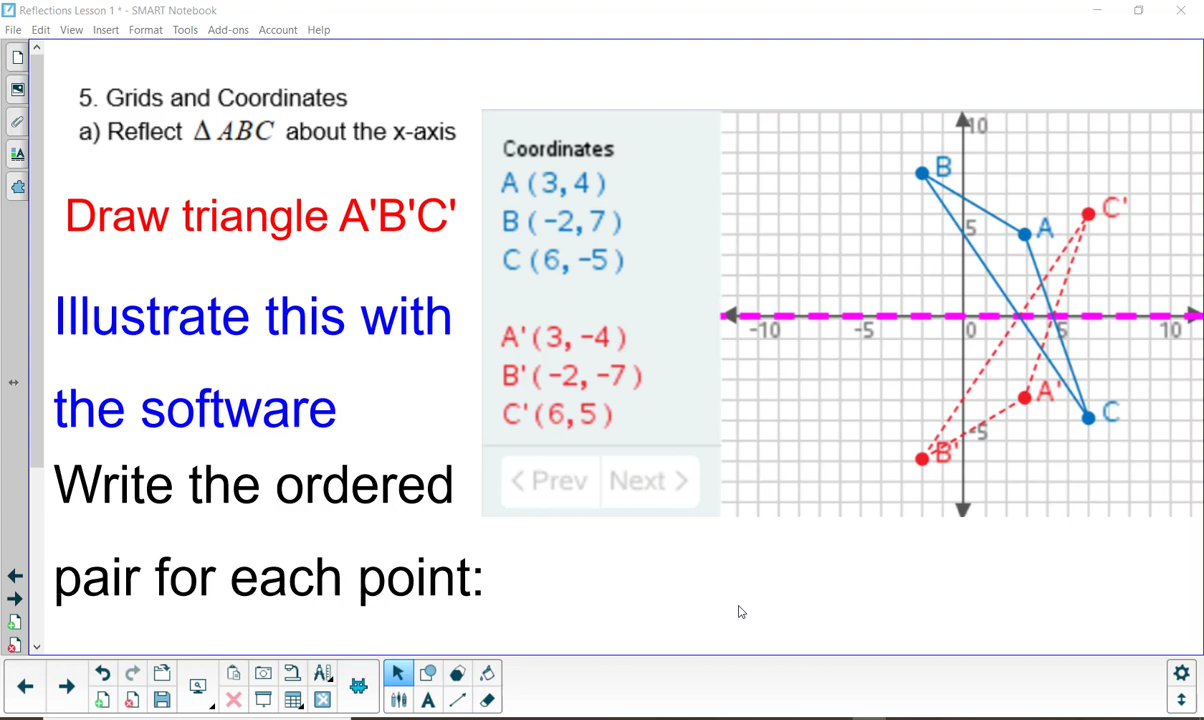 Reflections Lesson 1 * - SMART Notebook
File Edit View Insert Format Tools Add-ons Account Help
5. Grids and Coordinates
a) Reflect Δ ABC about the x-axis
Draw triangle A'B'C'
Illustrate this with
the software
Write the ordered
pair for each point:
Coordinates
A (3, 4)
B (-2, 7)
C (6, -5)
A' (3, -4)
B' (-2, -7)
C' (6, 5)
< Prev Next >
10
B
C'
5
A
-10 -5 0 5 10
A'
C
-5
B'